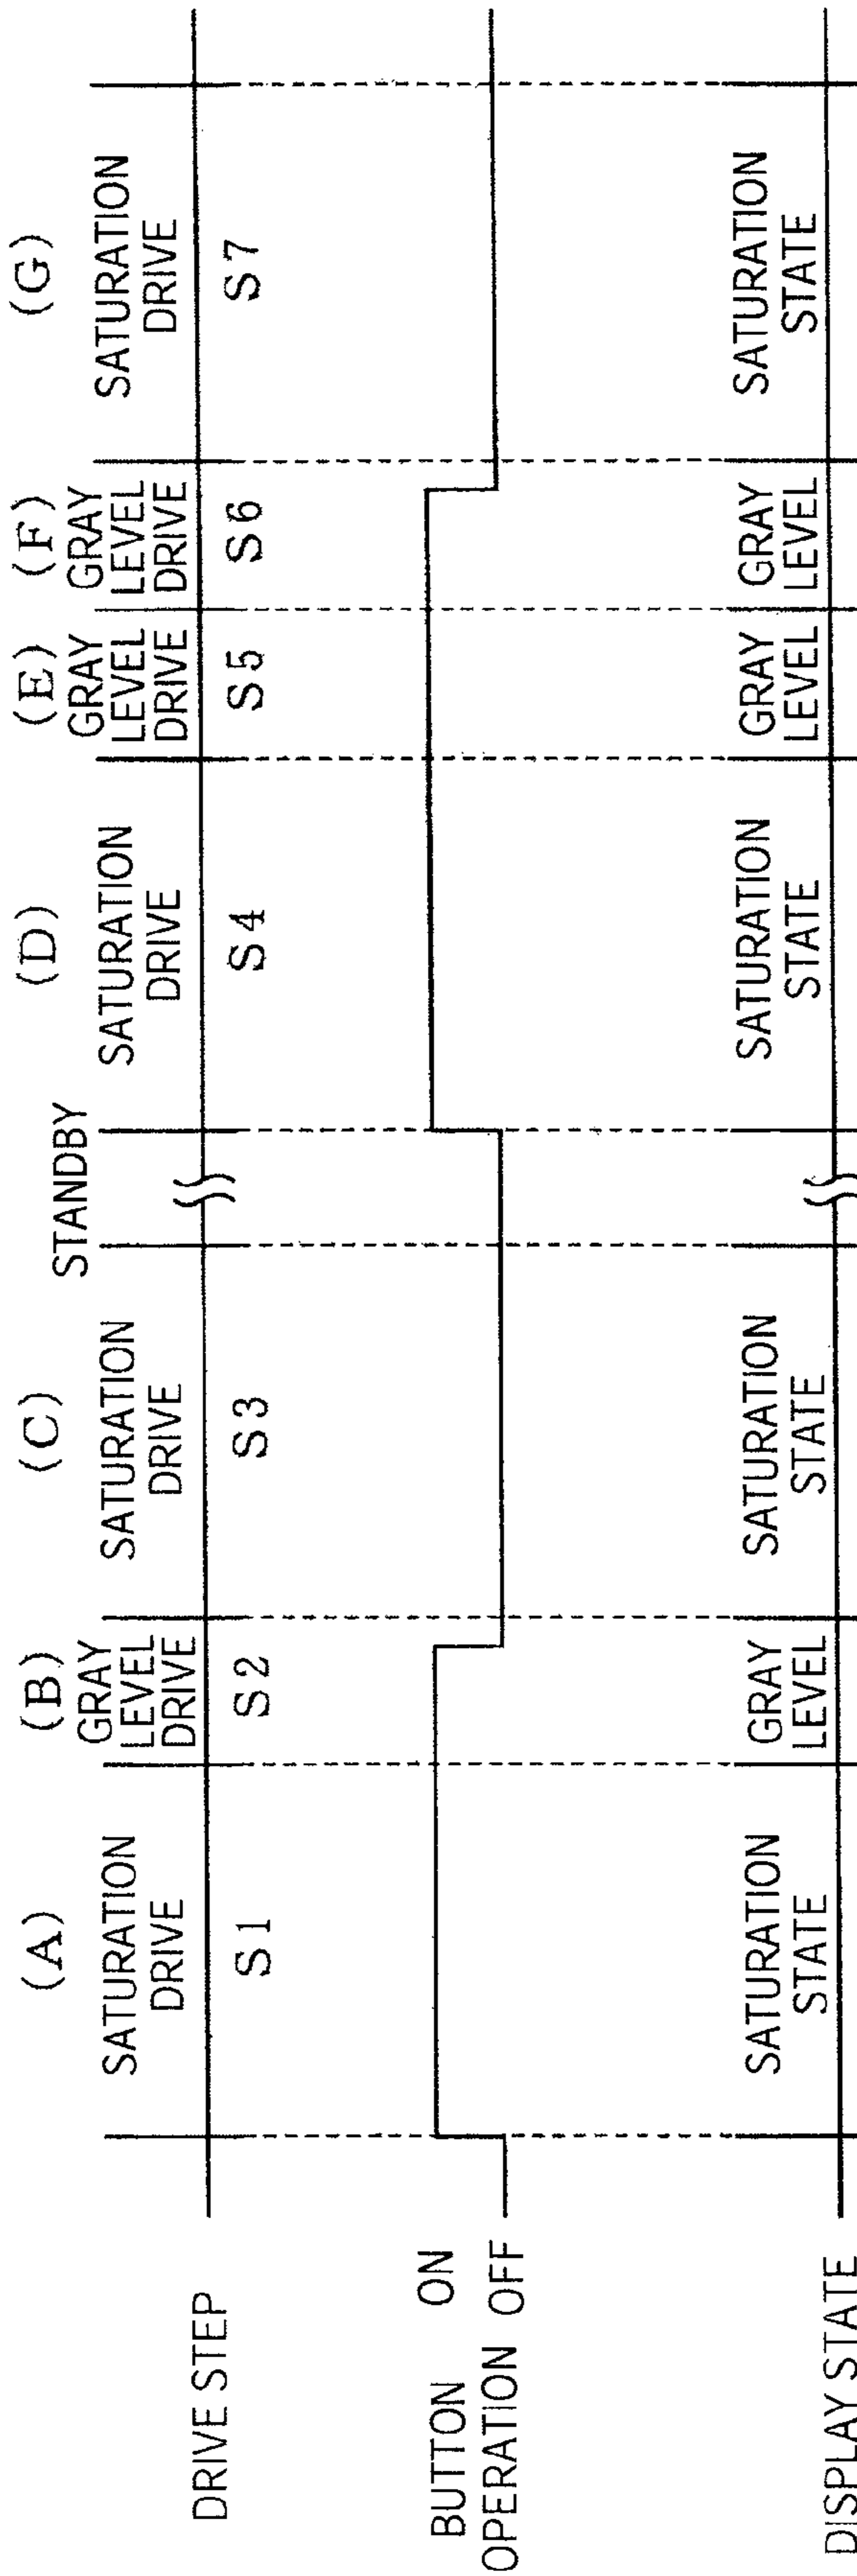 (A)
SATURATION
DRIVE
(B)
GRAY
LEVEL
DRIVE
(C)
SATURATION
DRIVE
STANDBY
(D)
SATURATION
DRIVE
(E)
GRAY
LEVEL
DRIVE
(F)
GRAY
LEVEL
DRIVE
(G)
SATURATION
DRIVE
DRIVE STEP
S1
S2
S3
S4
S5
S6
S7
BUTTON ON
OPERATION OFF
SATURATION
STATE
GRAY
LEVEL
SATURATION
STATE
SATURATION
STATE
GRAY
LEVEL
GRAY
LEVEL
SATURATION
STATE
DISPLAY STATE